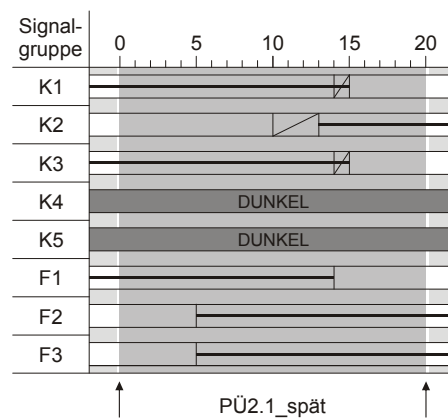 Signal-
gruppe
0 5 10 15 20
K1
K2
K3
K4 DUNKEL
K5 DUNKEL
F1
F2
F3
PÜ2.1_spät